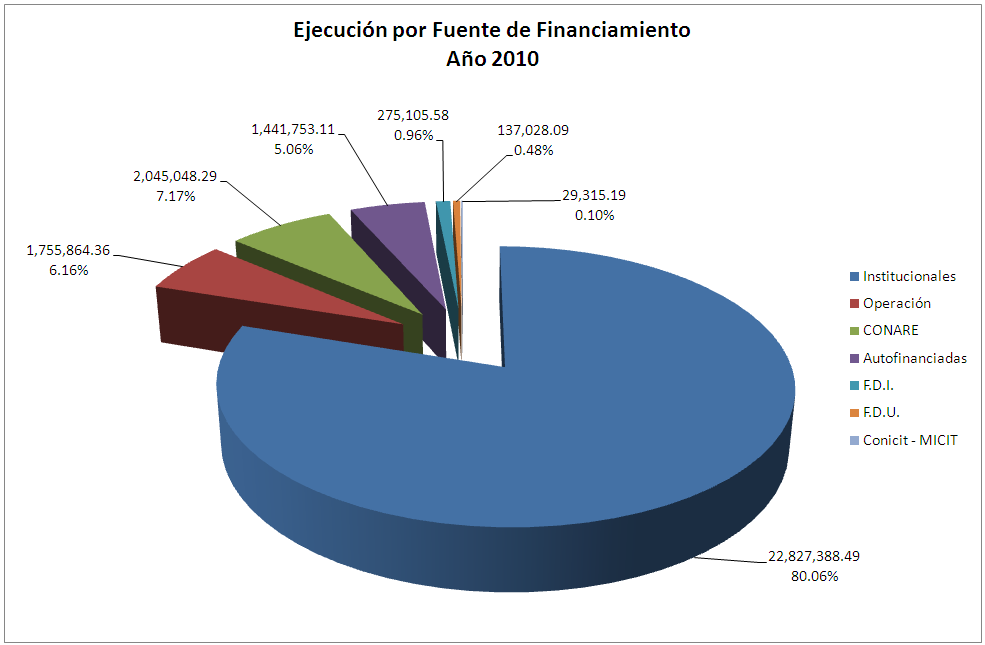 Ejecución por Fuente de Financiamiento
Año 2010
275,105.58
0.96%
1,441,753.11
5.06%
137,028.09
0.48%
2,045,048.29
7.17%
29,315.19
0.10%
1,755,864.36
6.16%
Institucionales
Operación
CONARE
Autofinanciadas
F.D.I.
F.D.U.
Conicit - MICIT
22,827,388.49
80.06%